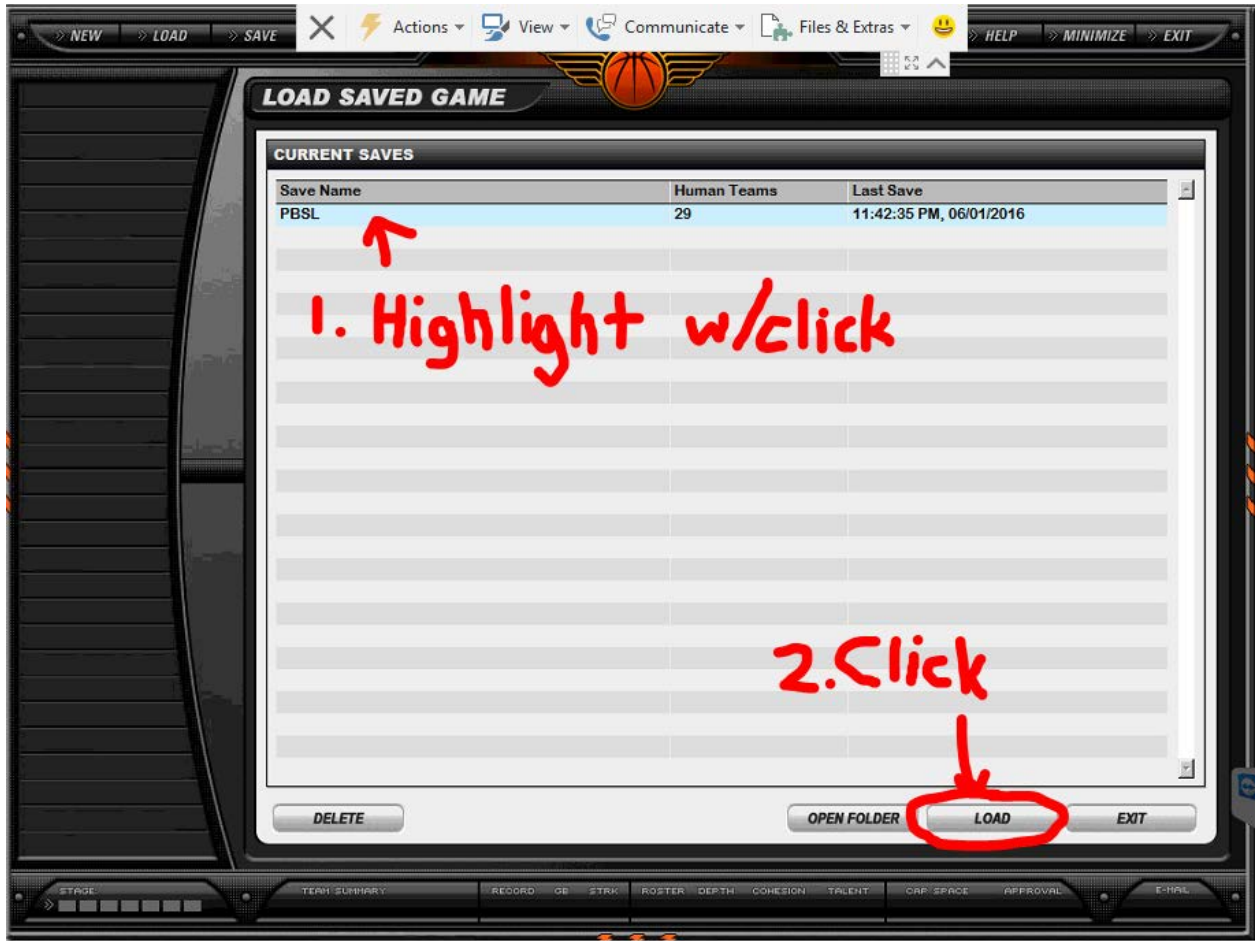 NEW LOAD SAVE Actions View Communicate Files & Extras HELP MINIMIZE EXIT
LOAD SAVED GAME
CURRENT SAVES
Save Name Human Teams Last Save
PBSL 29 11:42:35 PM, 06/01/2016
1. Highlight w/click
2. Click
DELETE OPEN FOLDER LOAD EXIT
STAGE TEAM SUMMARY RECORD GB STRK ROSTER DEPTH COHESION TALENT CAP SPACE APPROVAL E-MAIL